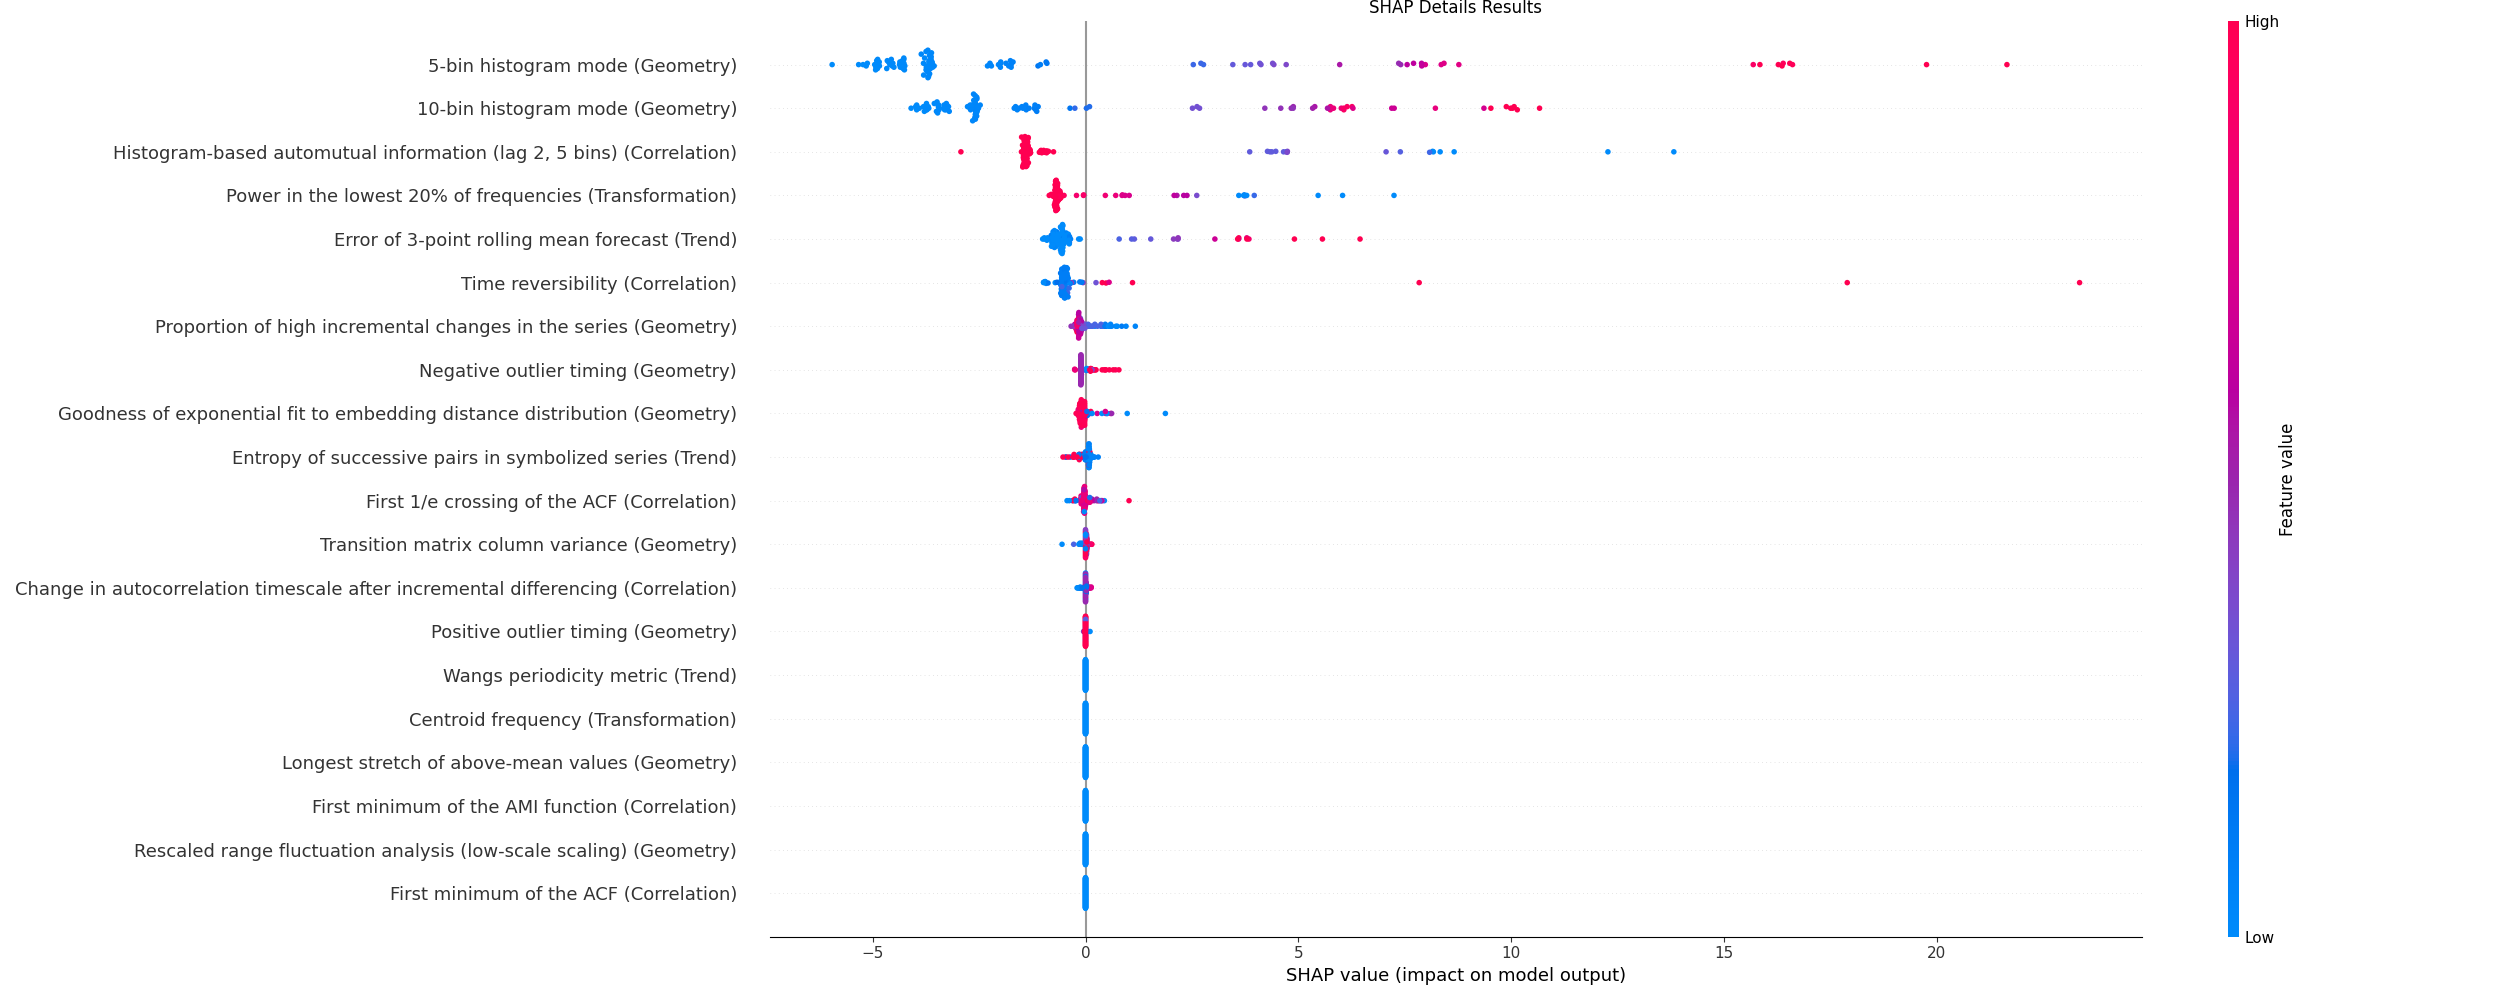 SHAP Details Results
High
5-bin histogram mode (Geometry)
10-bin histogram mode (Geometry)
Histogram-based automutual information (lag 2, 5 bins) (Correlation)
Power in the lowest 20% of frequencies (Transformation)
Error of 3-point rolling mean forecast (Trend)
Time reversibility (Correlation)
Proportion of high incremental changes in the series (Geometry)
Negative outlier timing (Geometry)
Goodness of exponential fit to embedding distance distribution (Geometry)
Entropy of successive pairs in symbolized series (Trend)
First 1/e crossing of the ACF (Correlation)
Transition matrix column variance (Geometry)
Change in autocorrelation timescale after incremental differencing (Correlation)
Positive outlier timing (Geometry)
Wangs periodicity metric (Trend)
Centroid frequency (Transformation)
Longest stretch of above-mean values (Geometry)
First minimum of the AMI function (Correlation)
Rescaled range fluctuation analysis (low-scale scaling) (Geometry)
First minimum of the ACF (Correlation)
Feature value
Low
−5 0 5 10 15 20
SHAP value (impact on model output)